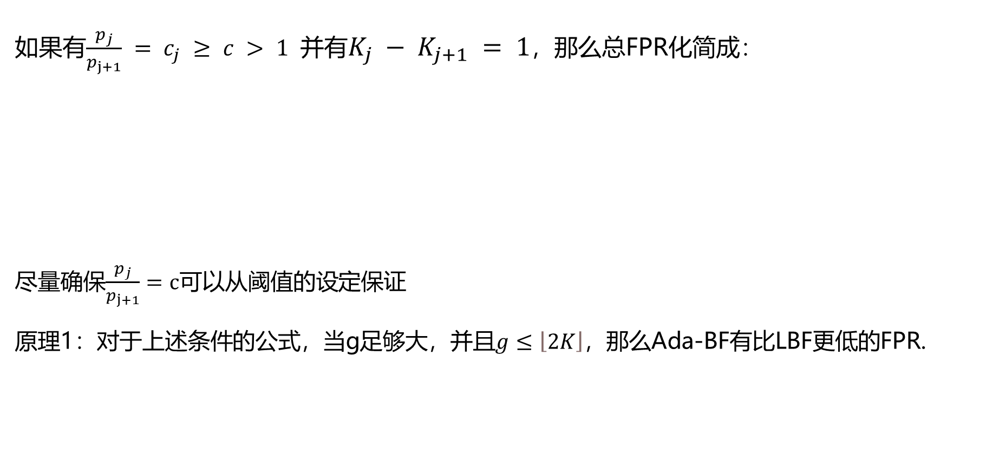 如果有p_j/p_{j+1} = c_j ≥ c > 1 并有K_j − K_{j+1} = 1，那么总FPR化简成：
尽量确保p_j/p_{j+1} = c可以从阈值的设定保证
原理1：对于上述条件的公式，当g足够大，并且g ≤ ⌊2K⌋，那么Ada-BF有比LBF更低的FPR.